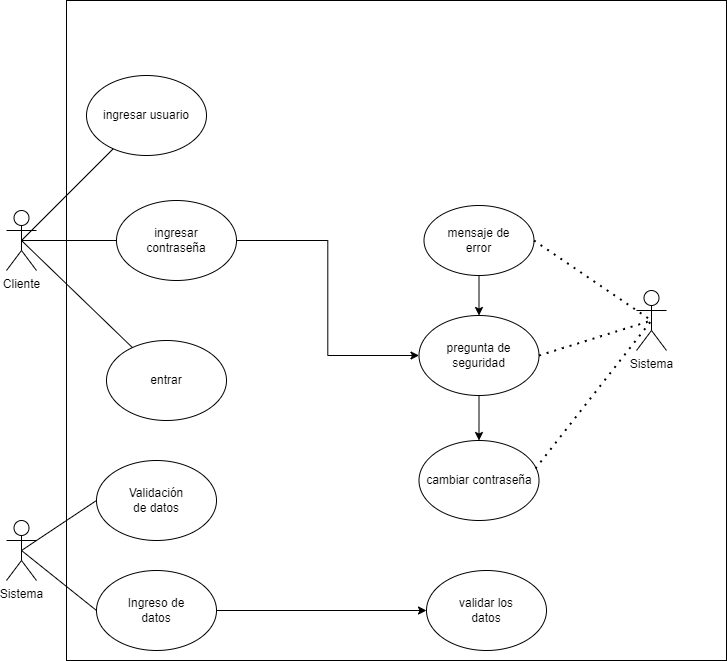 ingresar usuario
ingresar
contraseña
Cliente
entrar
mensaje de
error
pregunta de
seguridad
Sistema
cambiar contraseña
Validación
de datos
Sistema
Ingreso de
datos
validar los
datos